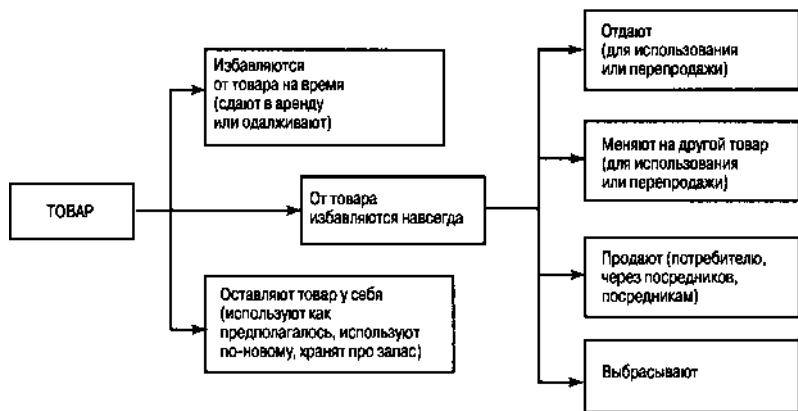 ТОВАР
Избавляются
от товара на время
(сдают в аренду
или одалживают)
От товара
избавляются навсегда
Оставляют товар у себя
(используют как
предполагалось, используют
по-новому, хранят про запас)
Отдают
(для использования
или перепродажи)
Меняют на другой товар
(для использования
или перепродажи)
Продают (потребителю,
через посредников,
посредникам)
Выбрасывают